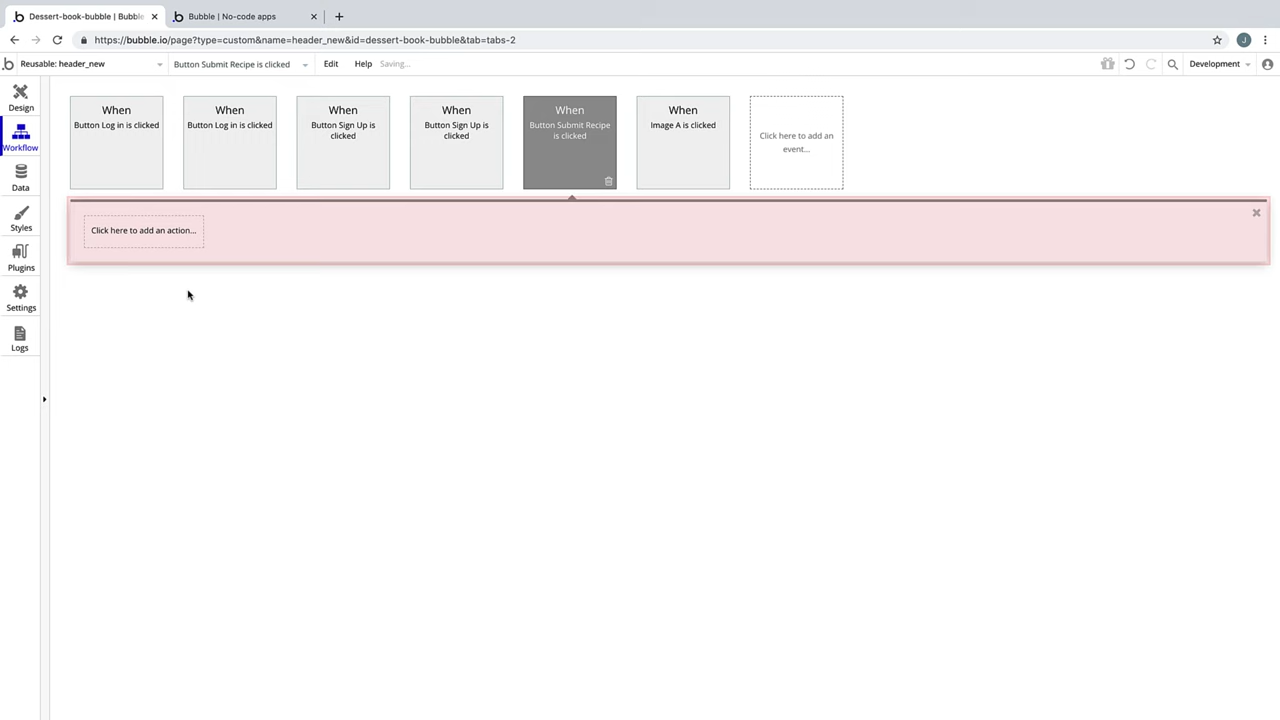 Dessert-book-bubble | Bubble
Bubble | No-code apps
https://bubble.io/page?type=custom&name=header_new&id=dessert-book-bubble&tab=tabs-2
J
Reusable: header_new
Button Submit Recipe is clicked
Edit
Help
Saving...
Development
Design
Workflow
Data
Styles
Plugins
Settings
Logs
When
Button Log in is clicked
When
Button Log in is clicked
When
Button Sign Up is
clicked
When
Button Sign Up is
clicked
When
Button Submit Recipe
is clicked
When
Image A is clicked
Click here to add an
event...
Click here to add an action...